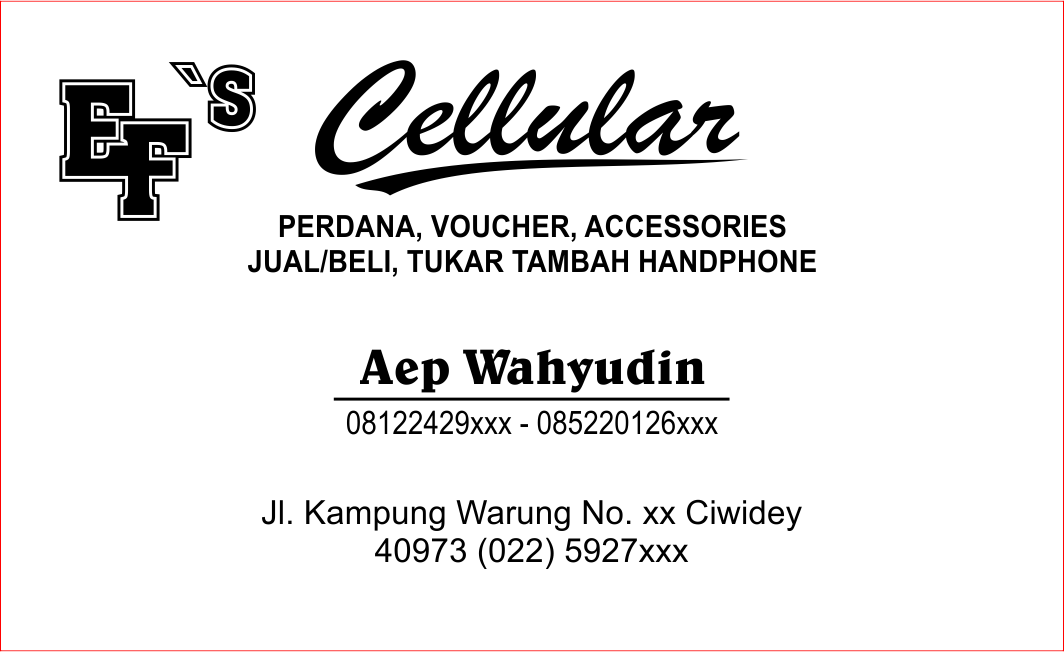 EF`S Cellular
PERDANA, VOUCHER, ACCESSORIES
JUAL/BELI, TUKAR TAMBAH HANDPHONE
Aep Wahyudin
08122429xxx - 085220126xxx
Jl. Kampung Warung No. xx Ciwidey
40973 (022) 5927xxx